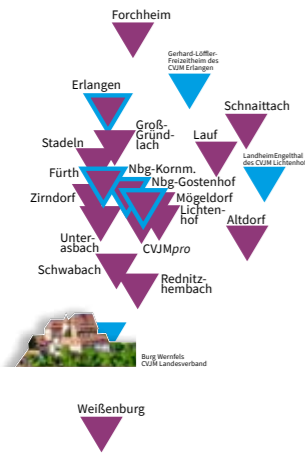 Forchheim
Gerhard-Löffler-
Freizeitheim des
CVJM Erlangen
Erlangen
Schnaittach
Groß-
Gründ-
lach
Stadeln
Lauf
Landheim Engelthal
des CVJM Lichtenhof
Fürth
Nbg-Kornm.
Nbg-Gostenhof
Zirndorf
Mögeldorf
Lichten-
hof
Altdorf
Unter-
asbach
CVJMpro
Schwabach
Rednitz-
hembach
Burg Wernfels
CVJM Landesverband
Weißenburg